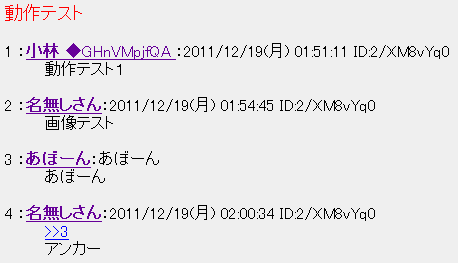 動作テスト
1 ：小林 ◆GHnVMpjfQA ：2011/12/19(月) 01:51:11 ID:2/XM8vYq0
動作テスト１
2 ：名無しさん：2011/12/19(月) 01:54:45 ID:2/XM8vYq0
画像テスト
3 ：あぼーん：あぼーん
あぼーん
4 ：名無しさん：2011/12/19(月) 02:00:34 ID:2/XM8vYq0
>>3
アンカー